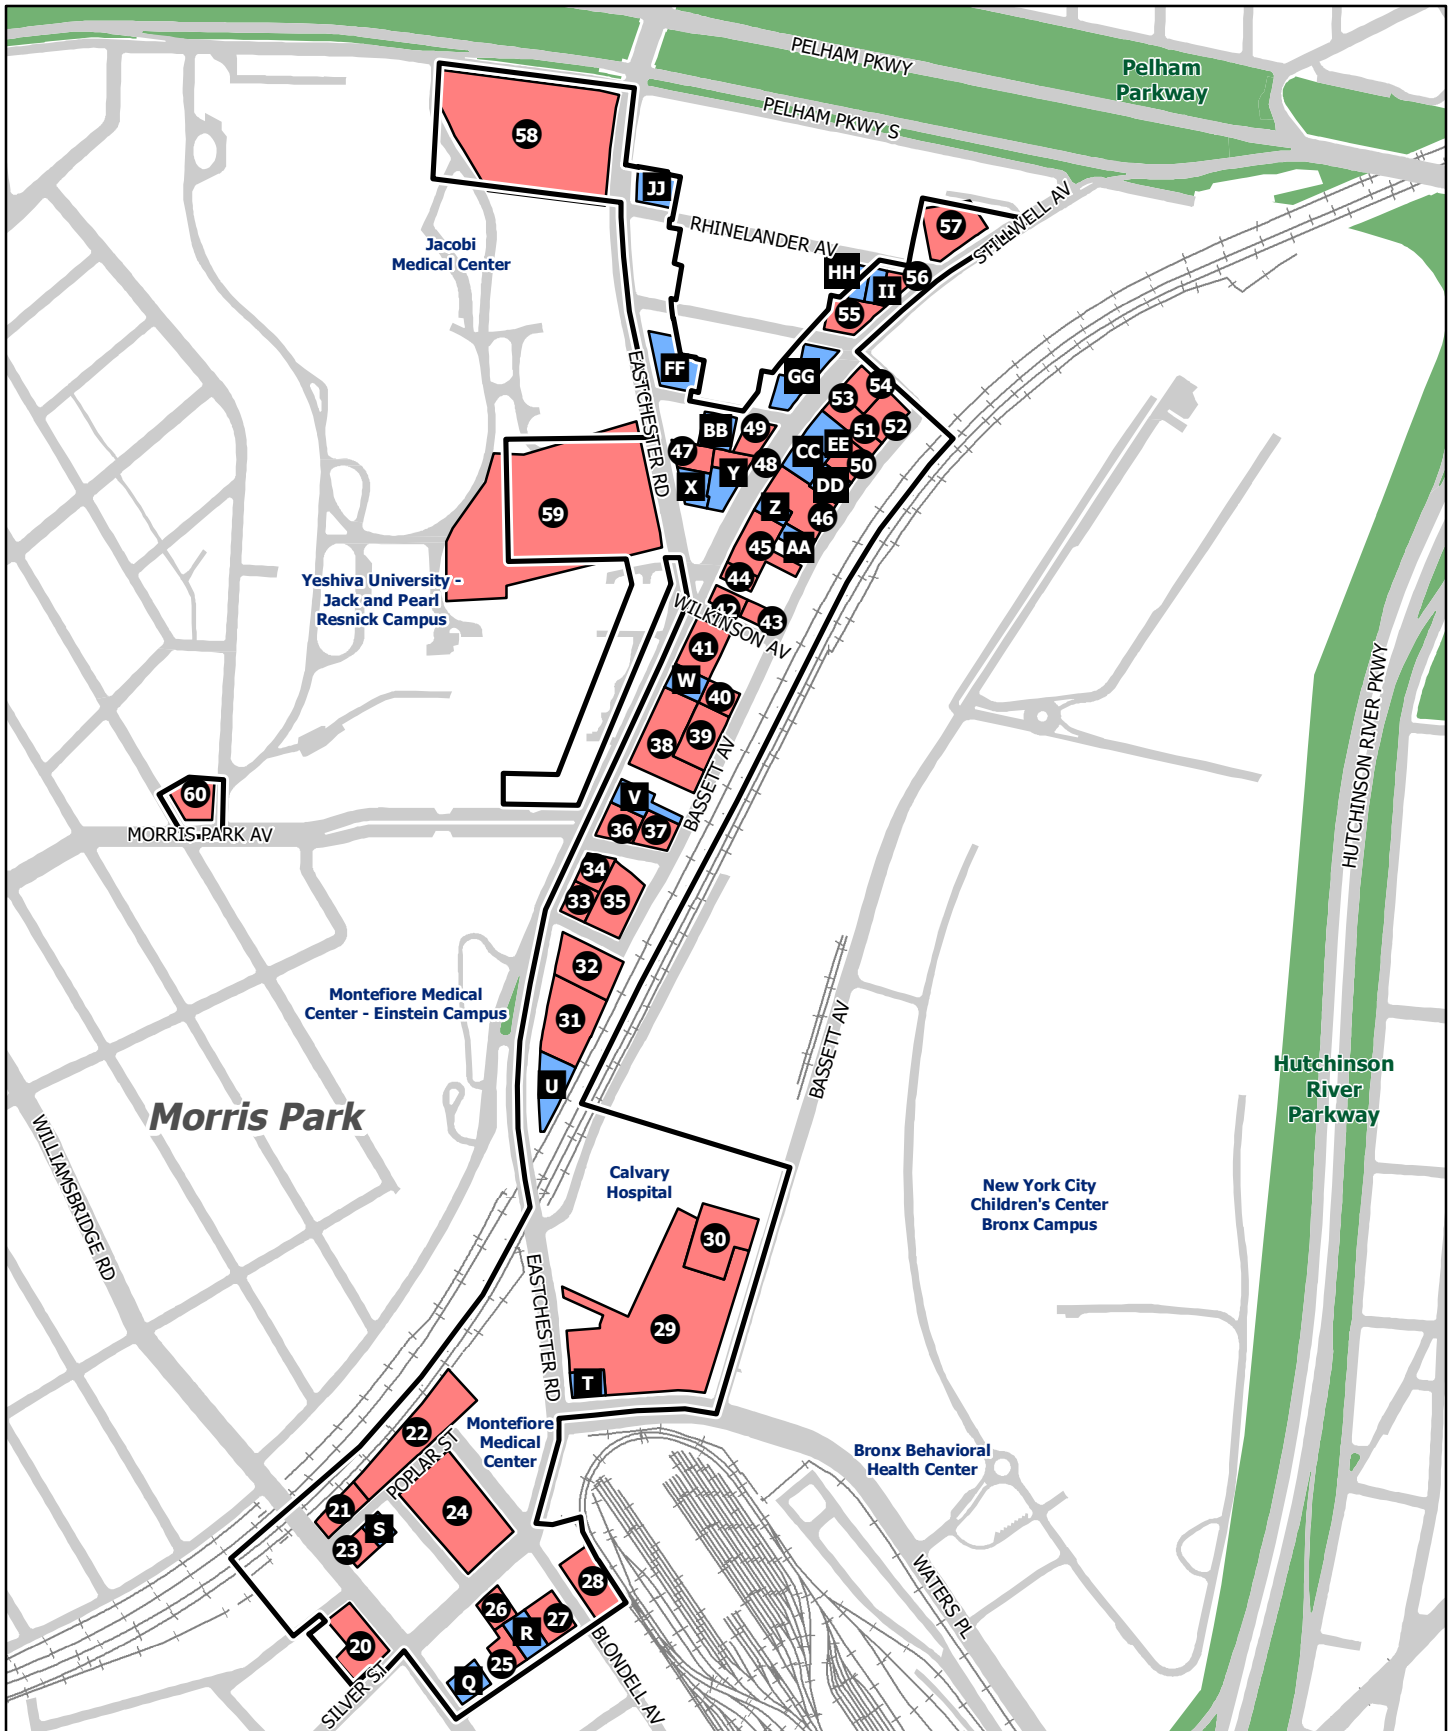 PELHAM PKWY
Pelham
Parkway
PELHAM PKWY S
58
JJ
STILLWELL AV
57
RHINELANDER AV
Jacobi
Medical Center
HH
56
II
55
FF
GG
54
53
EASTCHESTER RD
BB
49
51
52
47
CC
EE
48
50
Y
X
DD
Z
59
46
45
AA
44
Yeshiva University -
Jack and Pearl
Resnick Campus
42
43
WILKINSON AV
41
W
40
HUTCHINSON RIVER PKWY
38
39
BASSETT AV
60
V
MORRIS PARK AV
36
37
34
33
35
32
Montefiore Medical
Center - Einstein Campus
31
BASSETT AV
Hutchinson
River
Parkway
U
Morris Park
WILLIAMSBRIDGE RD
Calvary
Hospital
New York City
Children's Center
Bronx Campus
30
EASTCHESTER RD
29
T
22
Montefiore
Medical
Center
POPLAR ST
Bronx Behavioral
Health Center
21
24
S
23
28
WATERS PL
26
27
R
20
25
Q
SILVER ST
BLONDELL AV